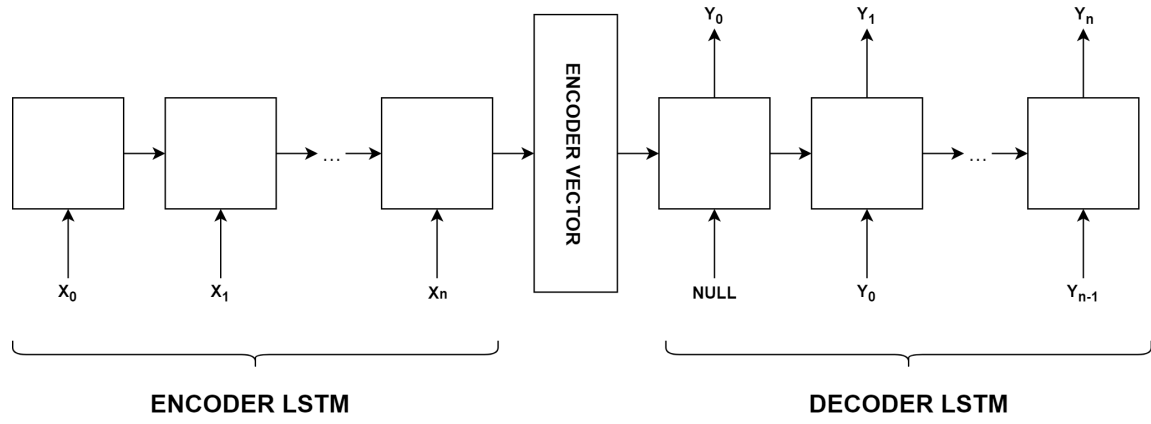 Y₀ Y₁ Yₙ
ENCODER VECTOR
... ...
X₀ X₁ Xn NULL Y₀ Yₙ₋₁
ENCODER LSTM DECODER LSTM